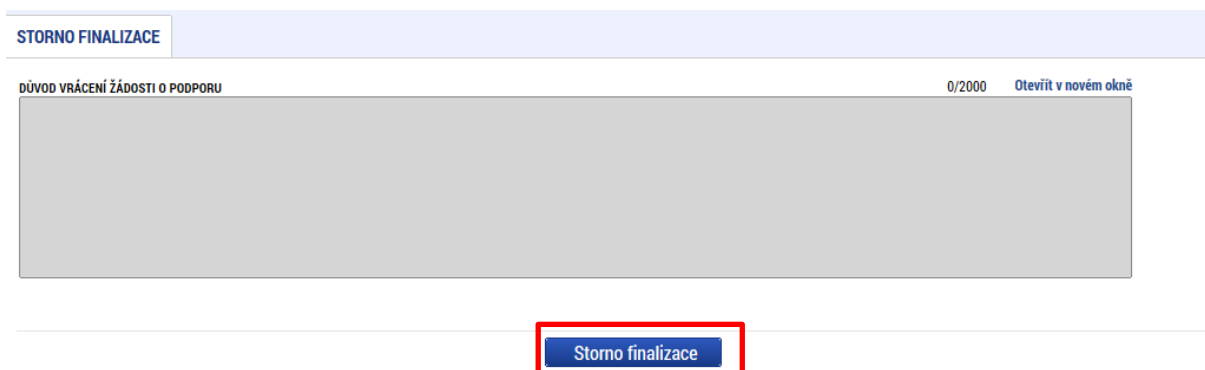 STORNO FINALIZACE
DŮVOD VRÁCENÍ ŽÁDOSTI O PODPORU 0/2000 Otevřít v novém okně
Storno finalizace